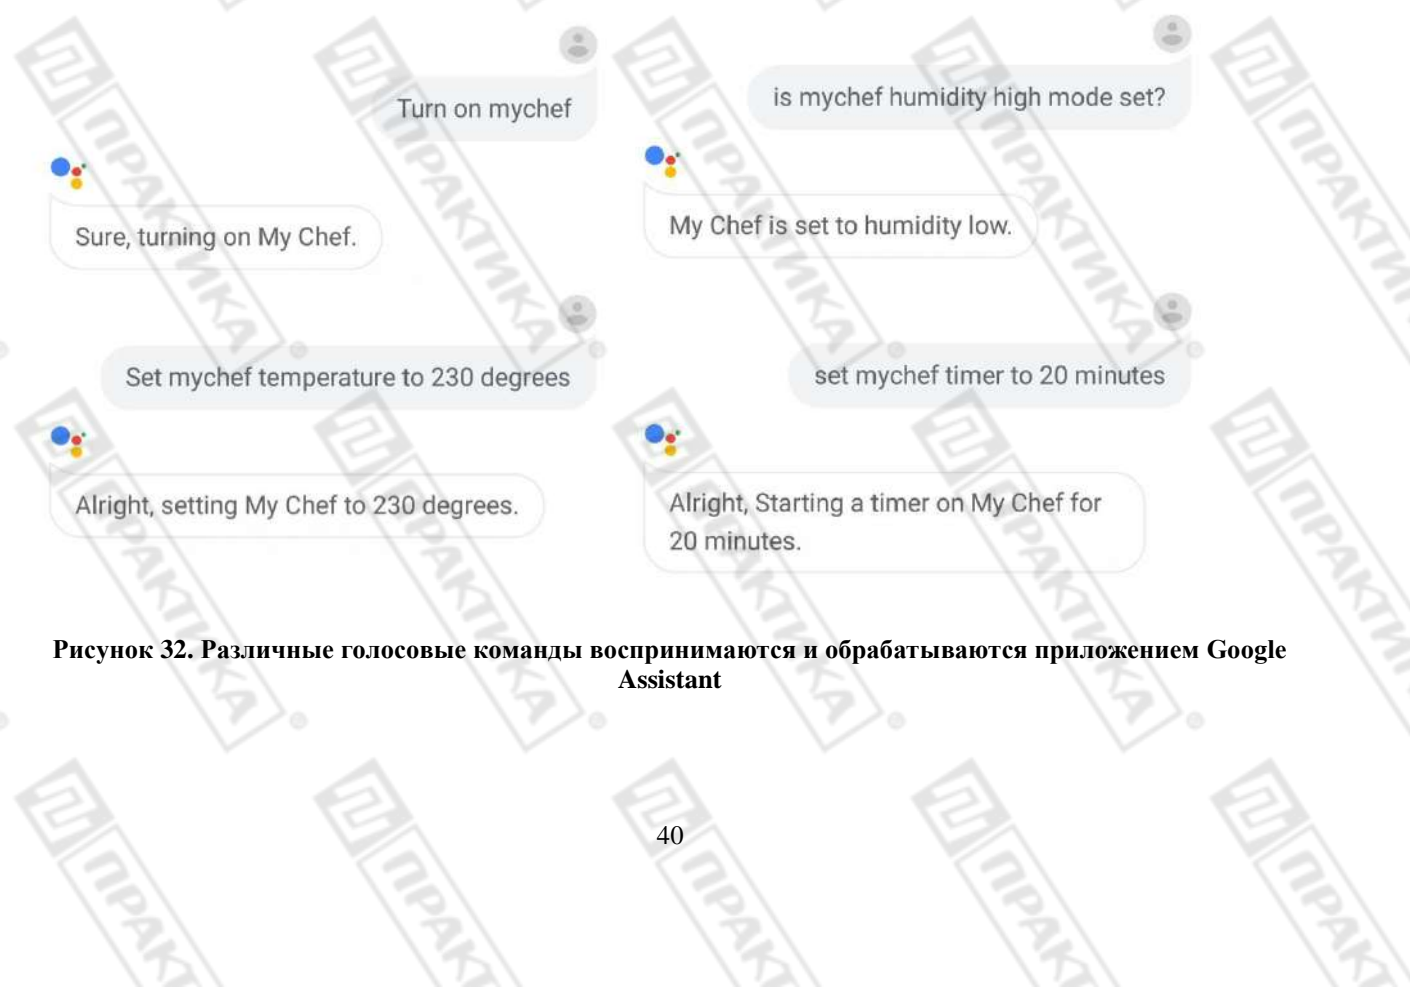 Turn on mychef
Sure, turning on My Chef.
Set mychef temperature to 230 degrees
Alright, setting My Chef to 230 degrees.
is mychef humidity high mode set?
My Chef is set to humidity low.
set mychef timer to 20 minutes
Alright, Starting a timer on My Chef for
20 minutes.
Рисунок 32. Различные голосовые команды воспринимаются и обрабатываются приложением Google
Assistant
40
ПРАКТИКА